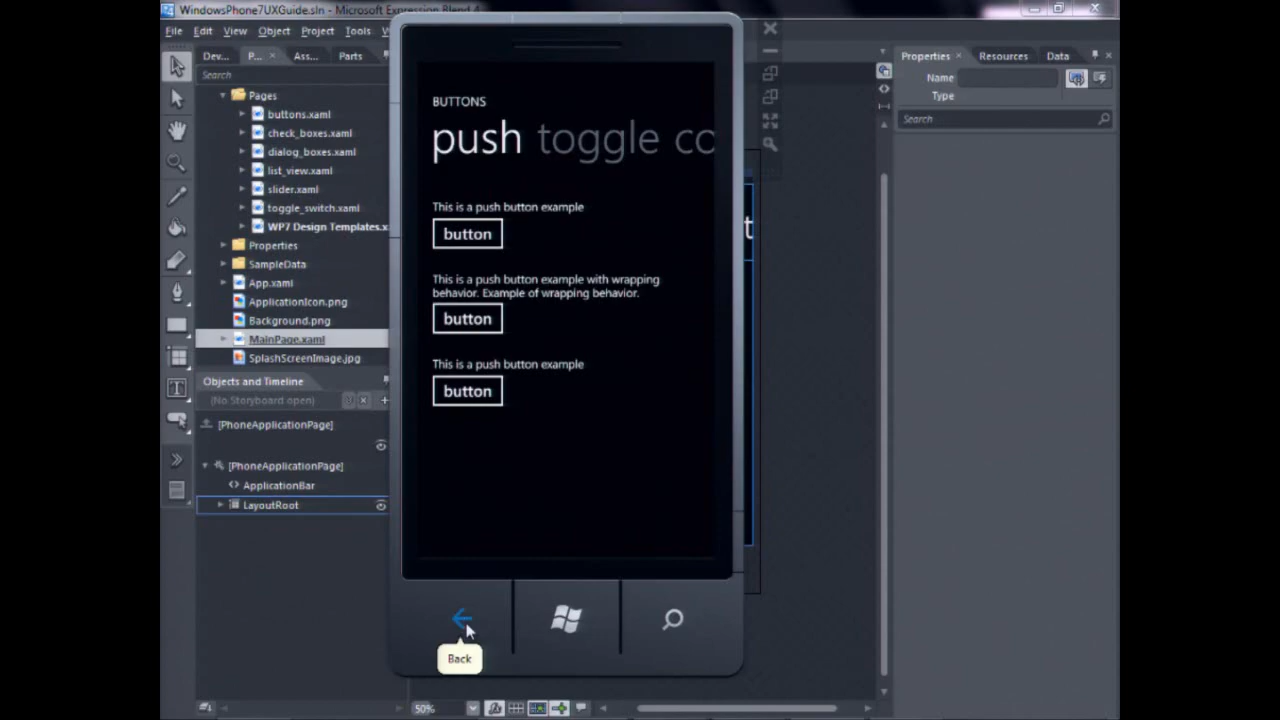 WindowsPhone7UXGuide.sln - Microsoft Expression Blend 4
File Edit View Object Project Tools
Dev... P... Ass... Parts
Search
Pages
buttons.xaml
check_boxes.xaml
dialog_boxes.xaml
list_view.xaml
slider.xaml
toggle_switch.xaml
WP7 Design Templates.x
Properties
SampleData
App.xaml
ApplicationIcon.png
Background.png
MainPage.xaml
SplashScreenImage.jpg
Objects and Timeline
(No Storyboard open)
[PhoneApplicationPage]
[PhoneApplicationPage]
ApplicationBar
LayoutRoot
BUTTONS
push toggle co
This is a push button example
button
This is a push button example with wrapping
behavior. Example of wrapping behavior.
button
This is a push button example
button
Back
t
50%
Properties Resources Data
Name
Type
Search